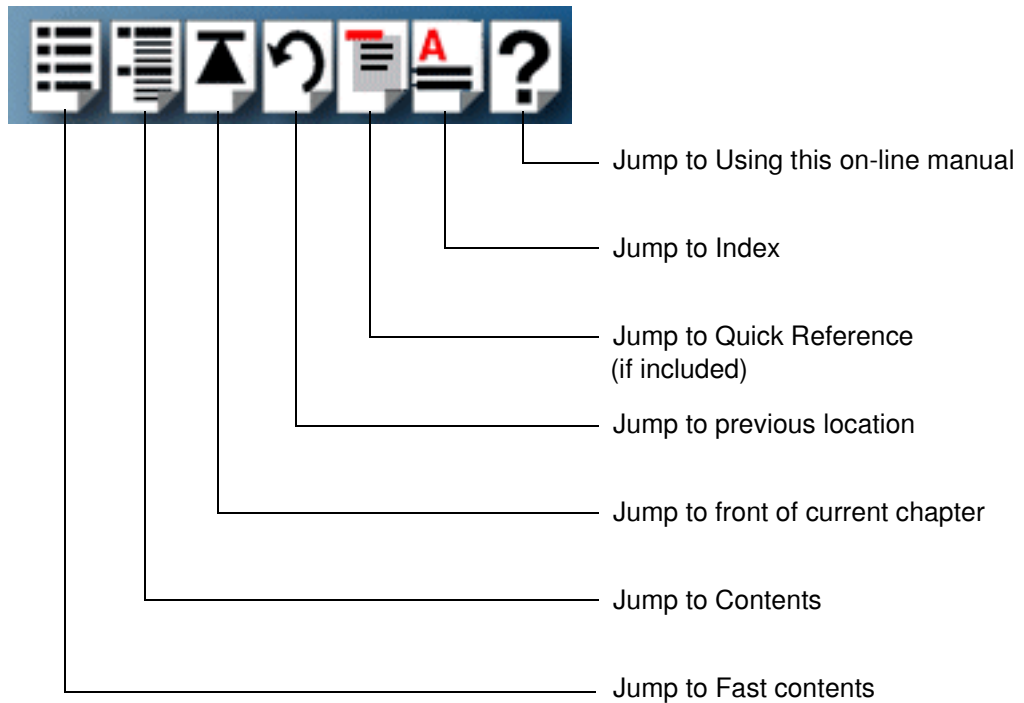 A
?
Jump to Using this on-line manual
Jump to Index
Jump to Quick Reference
(if included)
Jump to previous location
Jump to front of current chapter
Jump to Contents
Jump to Fast contents